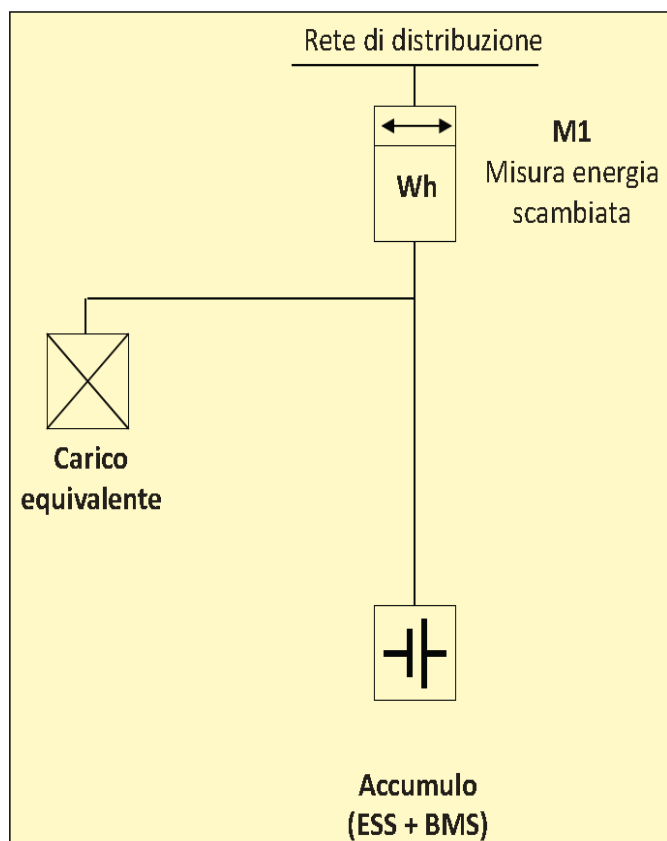 Rete di distribuzione
M1
Misura energia
scambiata
Wh
Carico
equivalente
Accumulo
(ESS + BMS)